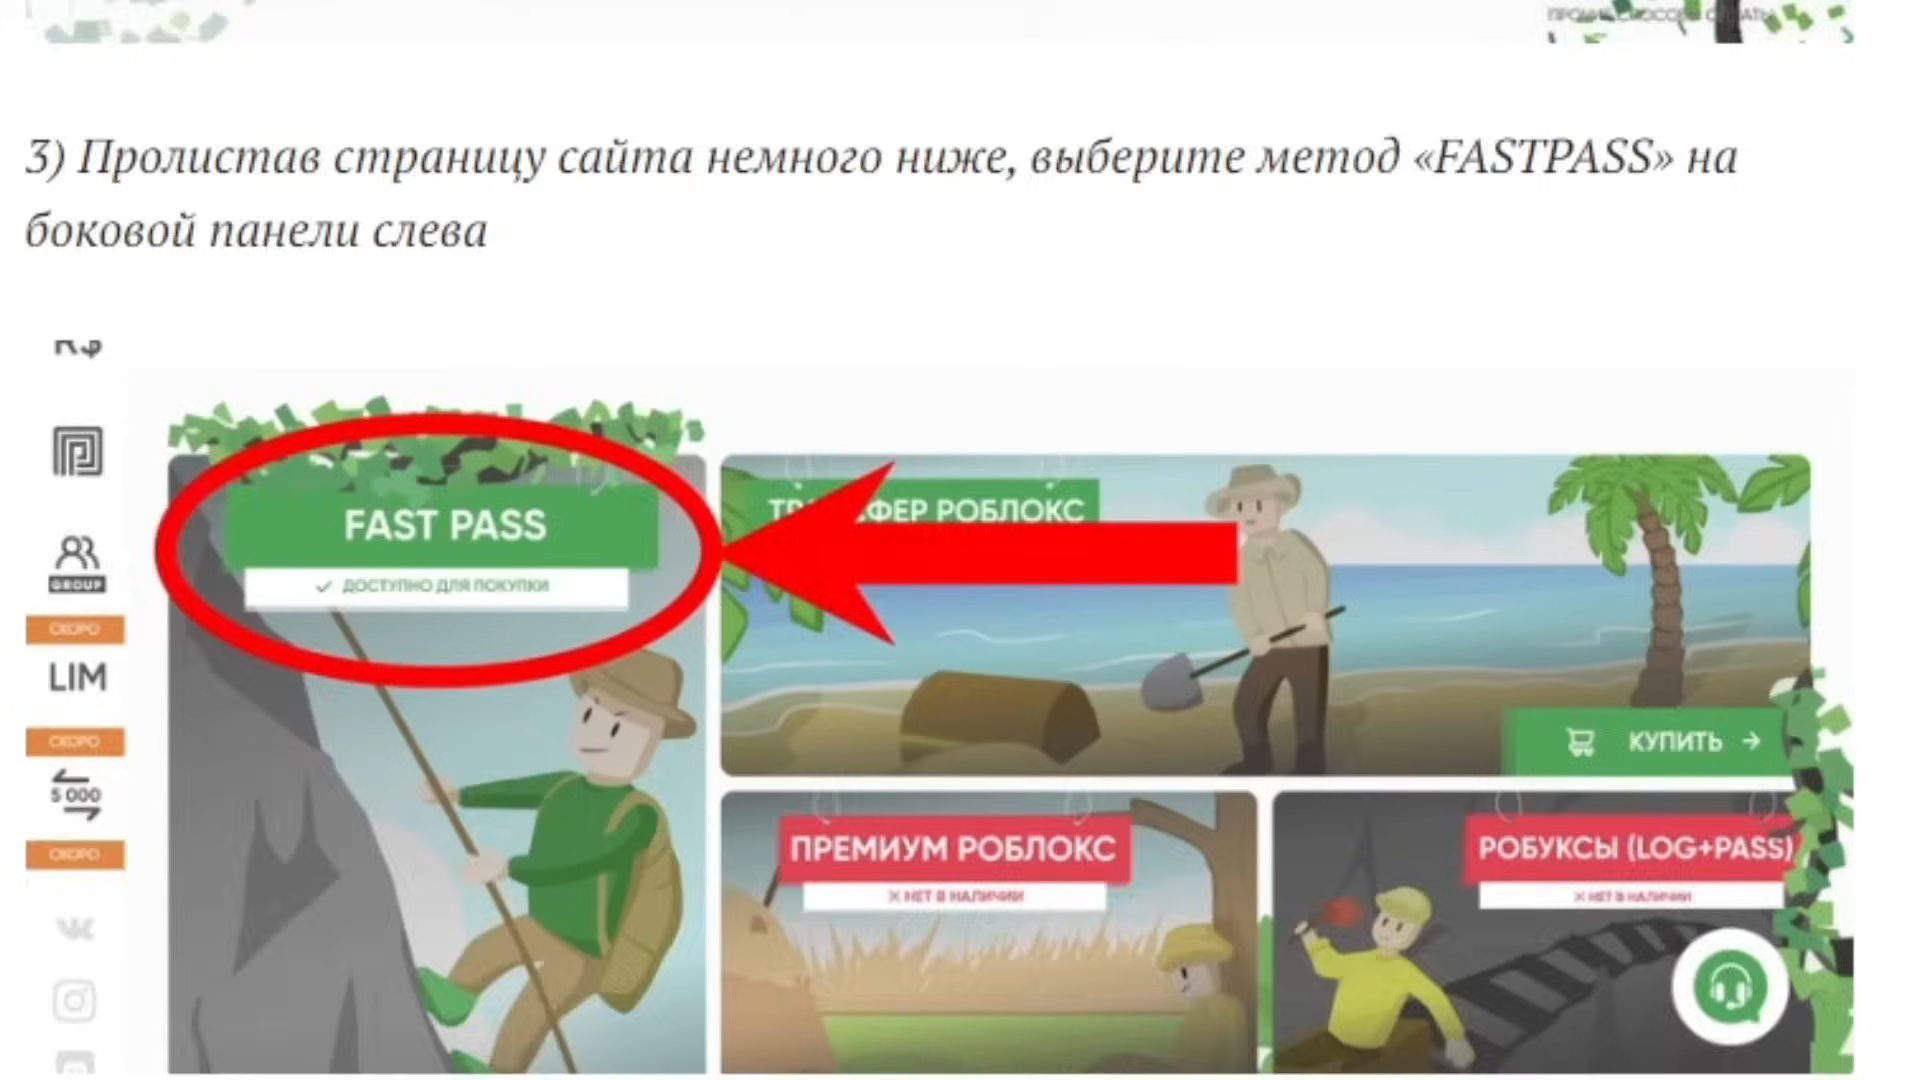 3) Пролистав страницу сайта немного ниже, выберите метод «FASTPASS» на
боковой панели слева
R$
GROUP
СКОРО
LIM
СКОРО
5 000
СКОРО
FAST PASS
ДОСТУПНО ДЛЯ ПОКУПКИ
РОБЛОКС
КУПИТЬ →
ПРЕМИУМ РОБЛОКС
НЕТ В НАЛИЧИИ
РОБУКСЫ (LOG+PASS)
НЕТ В НАЛИЧИИ